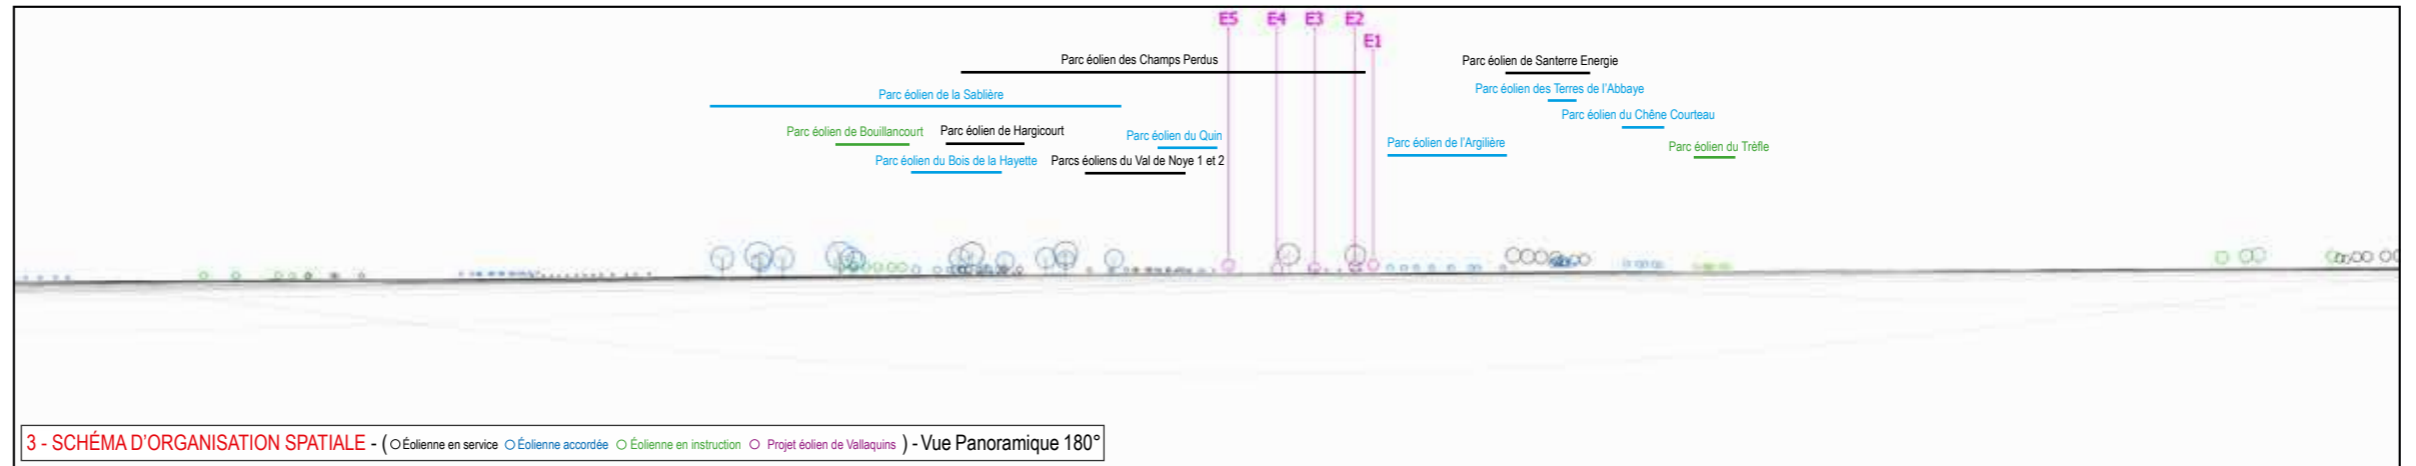 E5 E4 E3 E2
E1
Parc éolien des Champs Perdus
Parc éolien de Santerre Energie
Parc éolien de la Sablière
Parc éolien des Terres de l'Abbaye
Parc éolien du Chêne Courteau
Parc éolien de Bouillancourt
Parc éolien de Hargicourt
Parc éolien du Quin
Parc éolien de l'Argilière
Parc éolien du Trèfle
Parc éolien du Bois de la Hayette
Parcs éoliens du Val de Noye 1 et 2
3 - SCHÉMA D'ORGANISATION SPATIALE - ( Éolienne en service Éolienne accordée Éolienne en instruction Projet éolien de Vallaquins ) - Vue Panoramique 180°